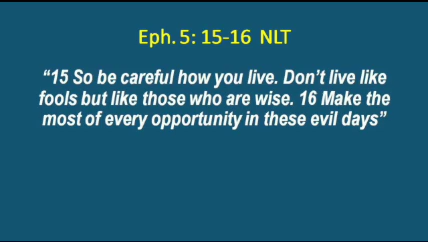 Eph. 5: 15-16 NLT
“15 So be careful how you live. Don’t live like
fools but like those who are wise. 16 Make the
most of every opportunity in these evil days”